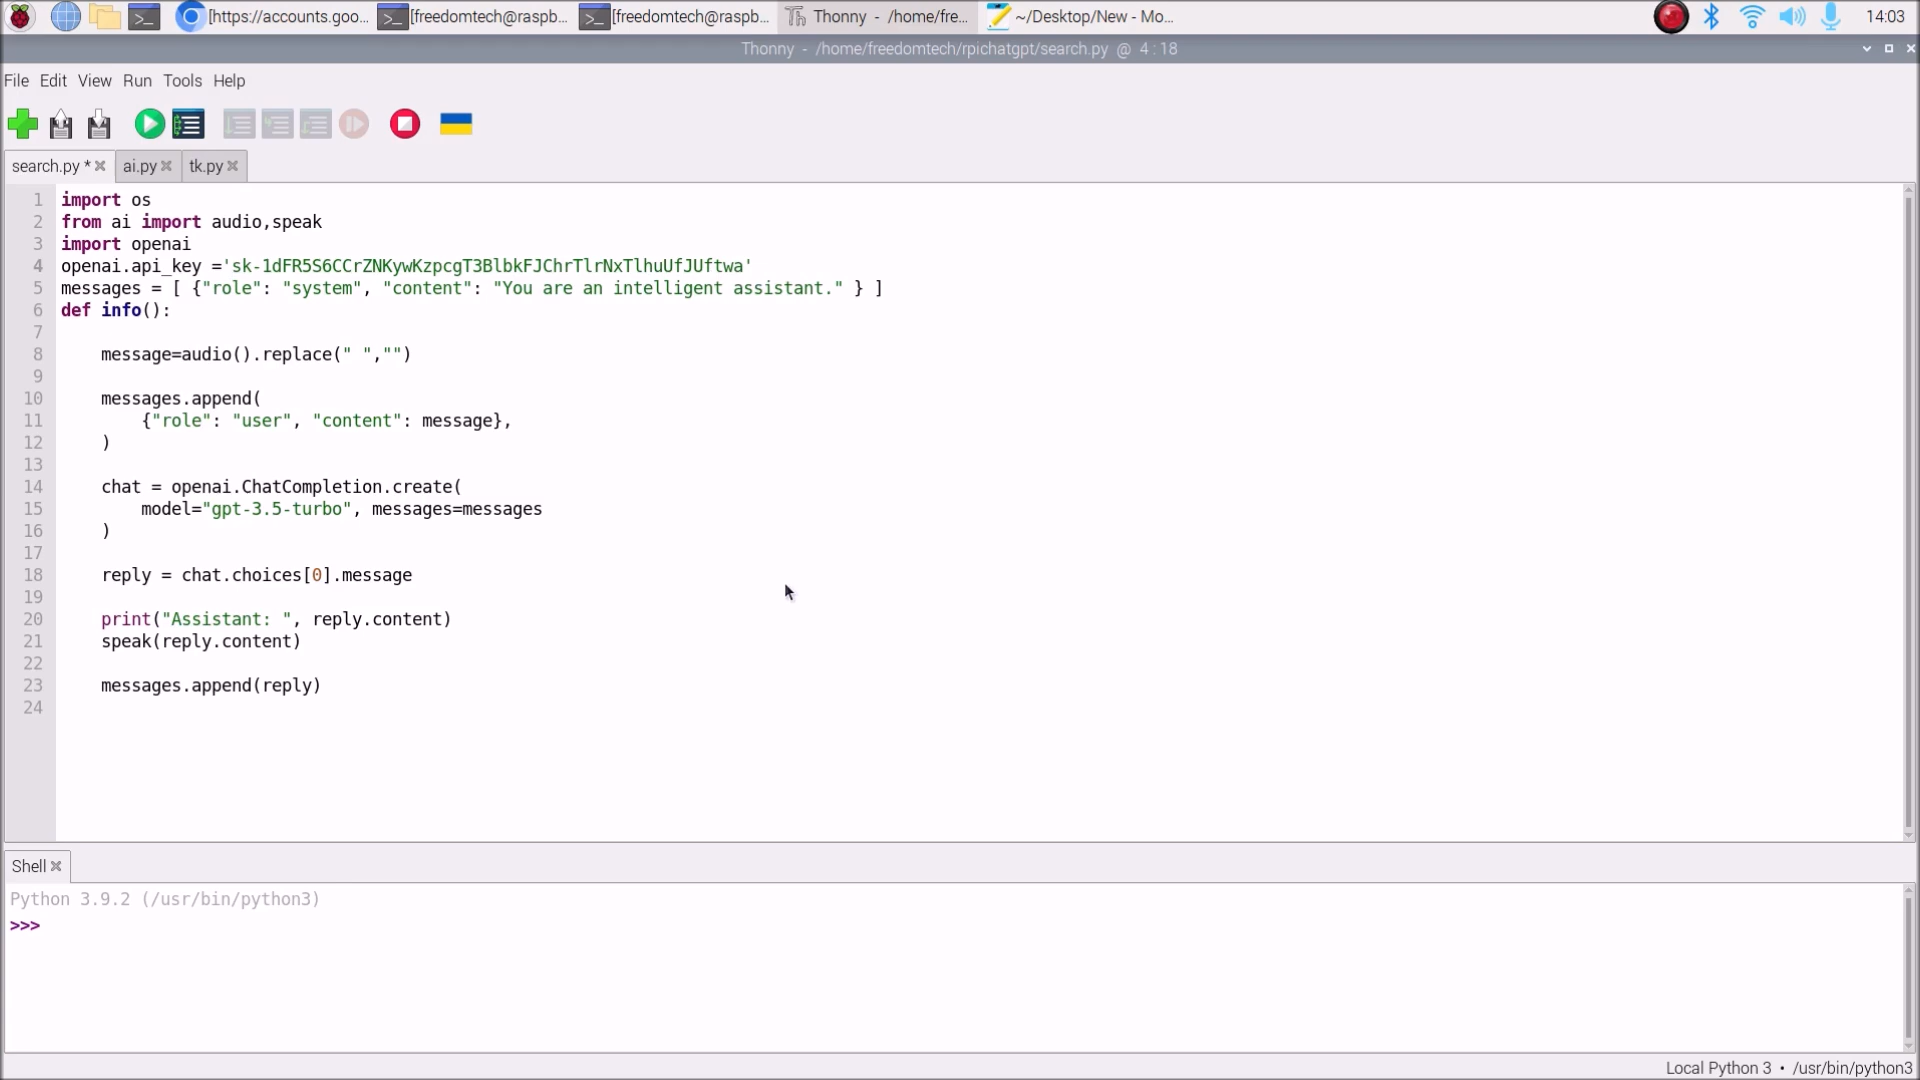 [https://accounts.goo... [freedomtech@raspb... [freedomtech@raspb... Thonny - /home/fre... ~/Desktop/New - Mo... 14:03
Thonny - /home/freedomtech/rpichatgpt/search.py @ 4:18
File Edit View Run Tools Help
search.py * ai.py tk.py
1 import os
2 from ai import audio,speak
3 import openai
4 openai.api_key ='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'
5 messages = [ {"role": "system", "content": "You are an intelligent assistant." } ]
6 def info():
7
8 message=audio().replace(" ","")
9
10 messages.append(
11 {"role": "user", "content": message},
12 )
13
14 chat = openai.ChatCompletion.create(
15 model="gpt-3.5-turbo", messages=messages
16 )
17
18 reply = chat.choices[0].message
19
20 print("Assistant: ", reply.content)
21 speak(reply.content)
22
23 messages.append(reply)
24
Shell
Python 3.9.2 (/usr/bin/python3)
>>>
Local Python 3 • /usr/bin/python3